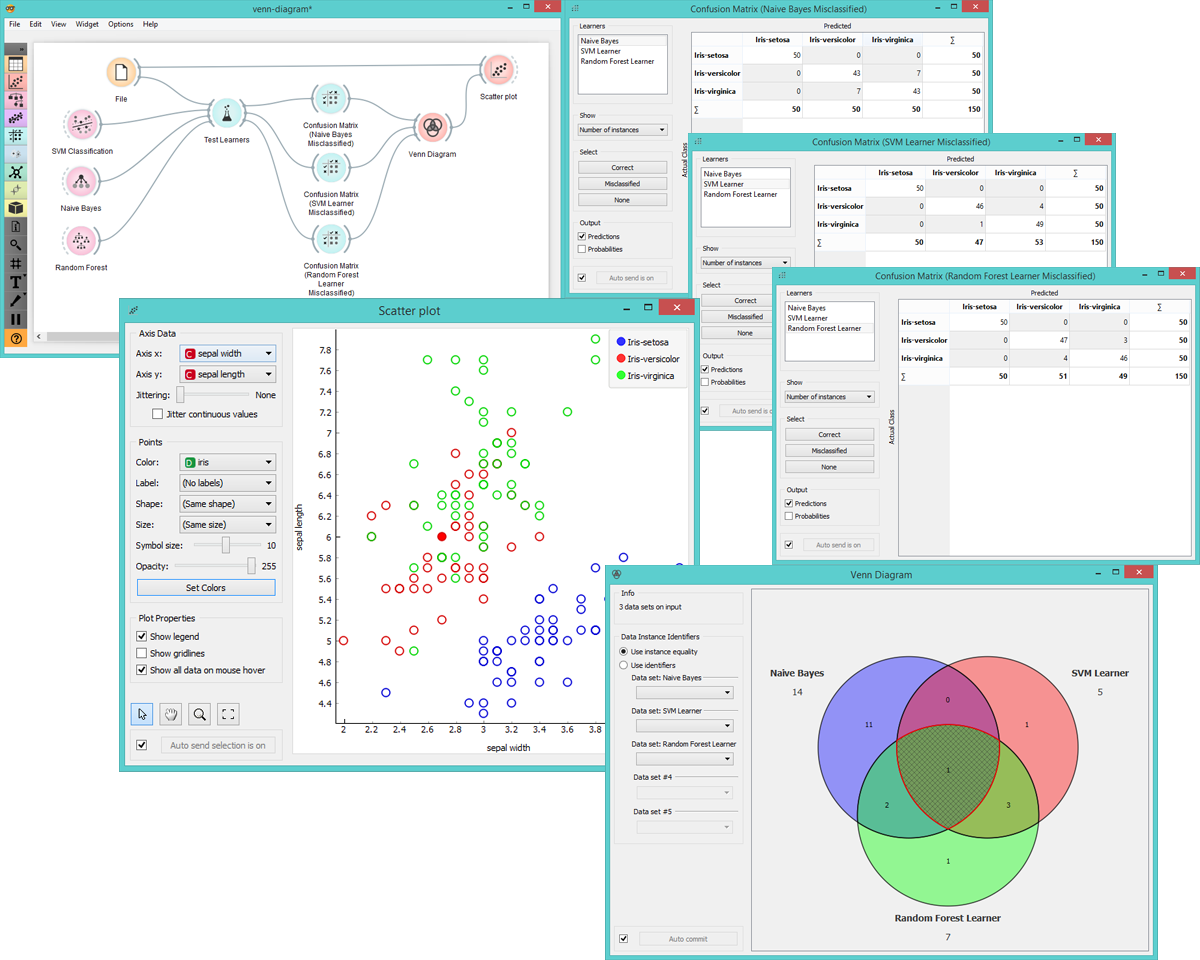 venn-diagram*
File Edit View Widget Options Help
File
SVM Classification
Naive Bayes
Random Forest
Test Learners
Confusion Matrix
(Naive Bayes
Misclassified)
Confusion Matrix
(SVM Learner
Misclassified)
Confusion Matrix
(Random Forest
Learner
Misclassified)
Venn Diagram
Scatter plot
Confusion Matrix (Naive Bayes Misclassified)
Learners
Naive Bayes
SVM Learner
Random Forest Learner
Show
Number of instances
Select
Correct
Misclassified
None
Output
Predictions
Probabilities
Auto send is on
Predicted
Actual Class
Iris-setosa Iris-versicolor Iris-virginica Σ
Iris-setosa 50 0 0 50
Iris-versicolor 0 43 7 50
Iris-virginica 0 7 43 50
Σ 50 50 50 150
Confusion Matrix (SVM Learner Misclassified)
Learners
Naive Bayes
SVM Learner
Random Forest Learner
Show
Number of instances
Select
Correct
Misclassified
None
Output
Predictions
Probabilities
Auto send is o
Predicted
Iris-setosa Iris-versicolor Iris-virginica Σ
Iris-setosa 50 0 0 50
Iris-versicolor 0 46 4 50
Iris-virginica 0 1 49 50
Σ 50 47 53 150
Confusion Matrix (Random Forest Learner Misclassified)
Learners
Naive Bayes
SVM Learner
Random Forest Learner
Show
Number of instances
Select
Correct
Misclassified
None
Output
Predictions
Probabilities
Auto send is on
Predicted
Actual Class
Iris-setosa Iris-versicolor Iris-virginica Σ
Iris-setosa 50 0 0 50
Iris-versicolor 0 47 3 50
Iris-virginica 0 4 46 50
Σ 50 51 49 150
Scatter plot
Axis Data
Axis x: C sepal width
Axis y: C sepal length
Jittering: None
Jitter continuous values
Points
Color: D iris
Label: (No labels)
Shape: (Same shape)
Size: (Same size)
Symbol size: 10
Opacity: 255
Set Colors
Plot Properties
Show legend
Show gridlines
Show all data on mouse hover
Auto send selection is on
Iris-setosa
Iris-versicolor
Iris-virginica
sepal length
7.8
7.6
7.4
7.2
7
6.8
6.6
6.4
6.2
6
5.8
5.6
5.4
5.2
5
4.8
4.6
4.4
2 2.2 2.4 2.6 2.8 3 3.2 3.4 3.6 3.8
sepal width
Venn Diagram
Info
3 data sets on input
Data Instance Identifiers
Use instance equality
Use identifiers
Data set: Naive Bayes
Data set: SVM Learner
Data set: Random Forest Learner
Data set #4
Data set #5
Auto commit
Naive Bayes
14
SVM Learner
5
0
11
1
1
2
3
1
Random Forest Learner
7